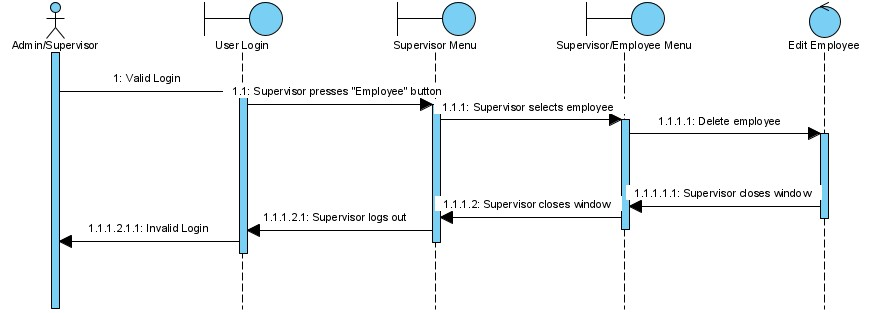 Admin/Supervisor
User Login
Supervisor Menu
Supervisor/Employee Menu
Edit Employee
1: Valid Login
1.1: Supervisor presses "Employee" button
1.1.1: Supervisor selects employee
1.1.1.1: Delete employee
1.1.1.1.1: Supervisor closes window
1.1.1.2: Supervisor closes window
1.1.1.2.1: Supervisor logs out
1.1.1.2.1.1: Invalid Login